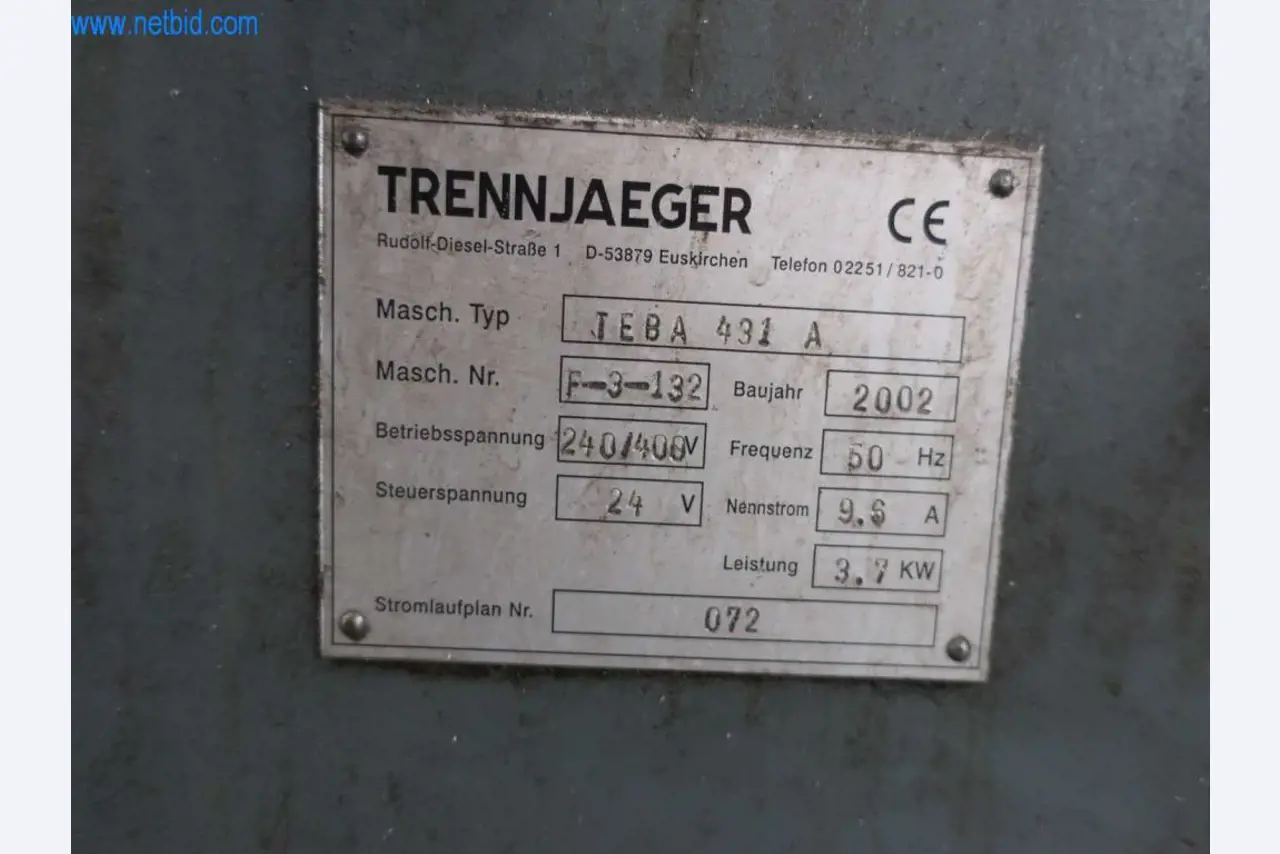 www.netbid.com
TRENNJAEGER CE
Rudolf-Diesel-Straße 1 D-53879 Euskirchen Telefon 02251/821-0
Masch. Typ TEBA 431 A
Masch. Nr. F-3-132 Baujahr 2002
Betriebsspannung 240/400V Frequenz 50 Hz
Steuerspannung 24 V Nennstrom 9.6 A
Leistung 3.7 KW
Stromlaufplan Nr. 072